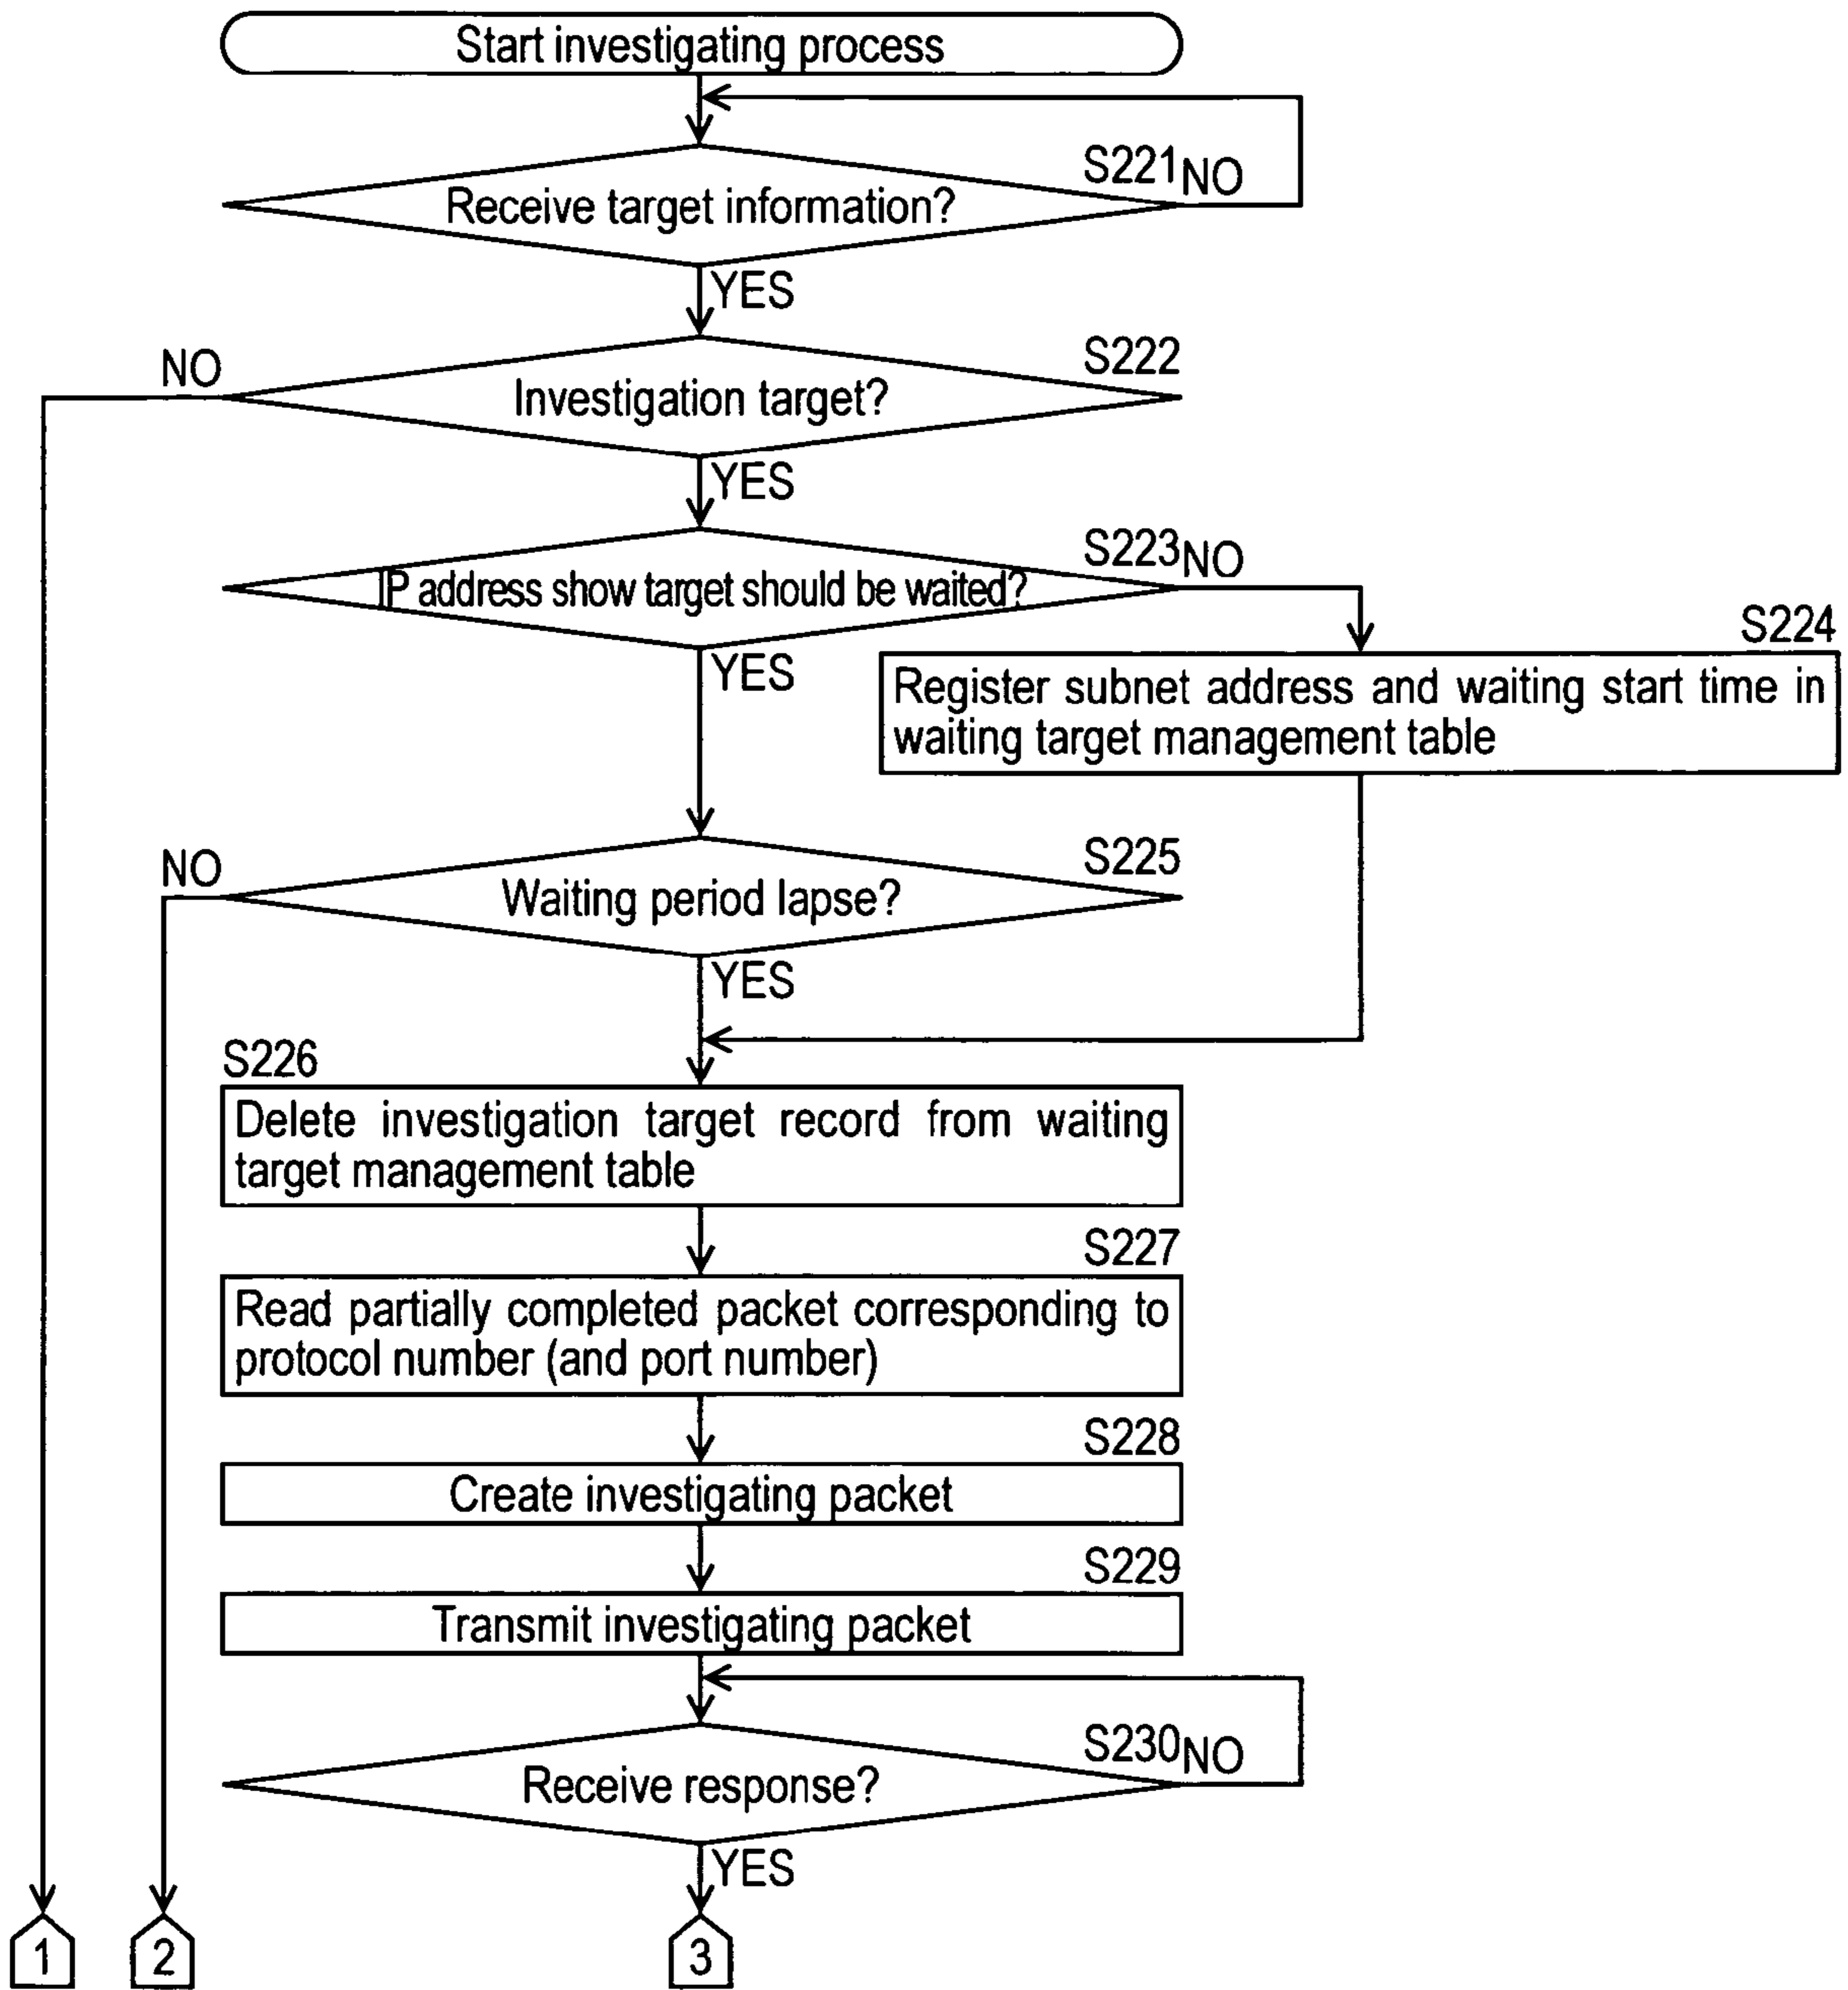 Start investigating process
S221
NO
Receive target information?
YES
S222
NO
Investigation target?
YES
S223
NO
IP address show target should be waited?
YES
S224
Register subnet address and waiting start time in
waiting target management table
S225
NO
Waiting period lapse?
YES
S226
Delete investigation target record from waiting
target management table
S227
Read partially completed packet corresponding to
protocol number (and port number)
S228
Create investigating packet
S229
Transmit investigating packet
S230
NO
Receive response?
YES
1
2
3